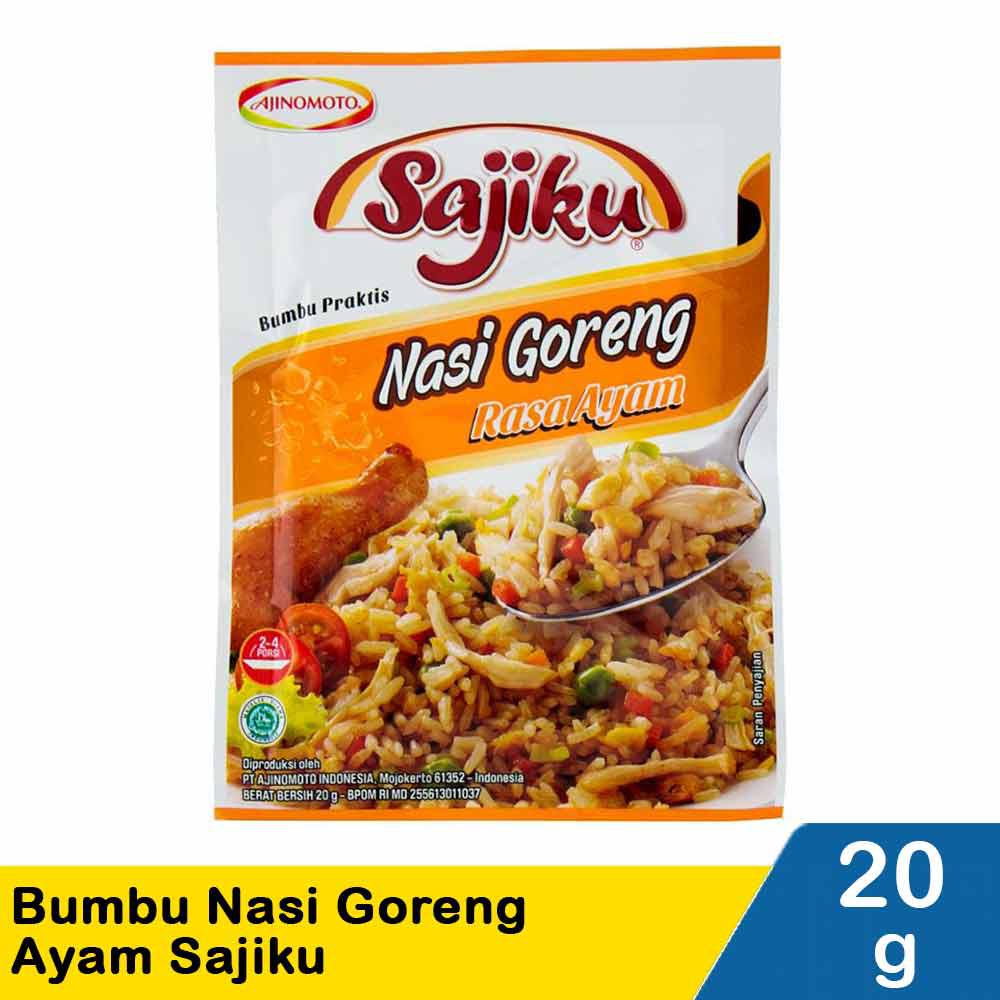 AJINOMOTO®
Sajiku®
Bumbu Praktis
Nasi Goreng
Rasa Ayam
2-4
PORSI
Saran Penyajian
Diproduksi oleh
PT AJINOMOTO INDONESIA, Mojokerto 61352 - Indonesia
BERAT BERSIH 20 g - BPOM RI MD 255613011037
Bumbu Nasi Goreng
Ayam Sajiku
20
g